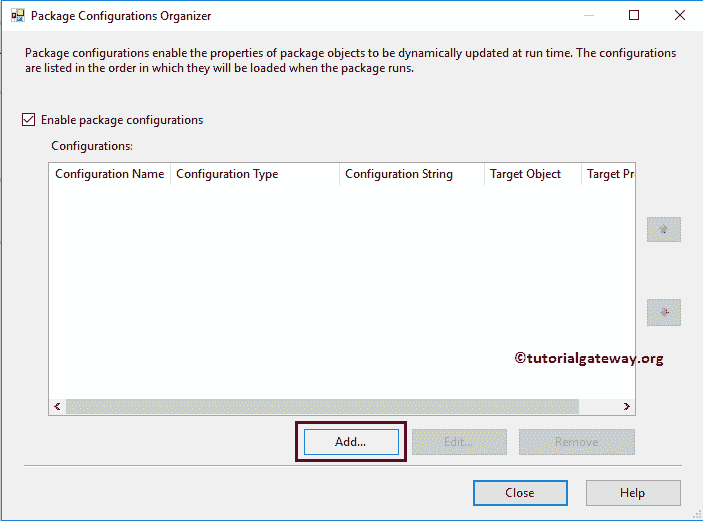 Package Configurations Organizer
Package configurations enable the properties of package objects to be dynamically updated at run time. The configurations
are listed in the order in which they will be loaded when the package runs.
Enable package configurations
Configurations:
Configuration Name Configuration Type Configuration String Target Object Target Pr
©tutorialgateway.org
Add... Edit... Remove
Close Help